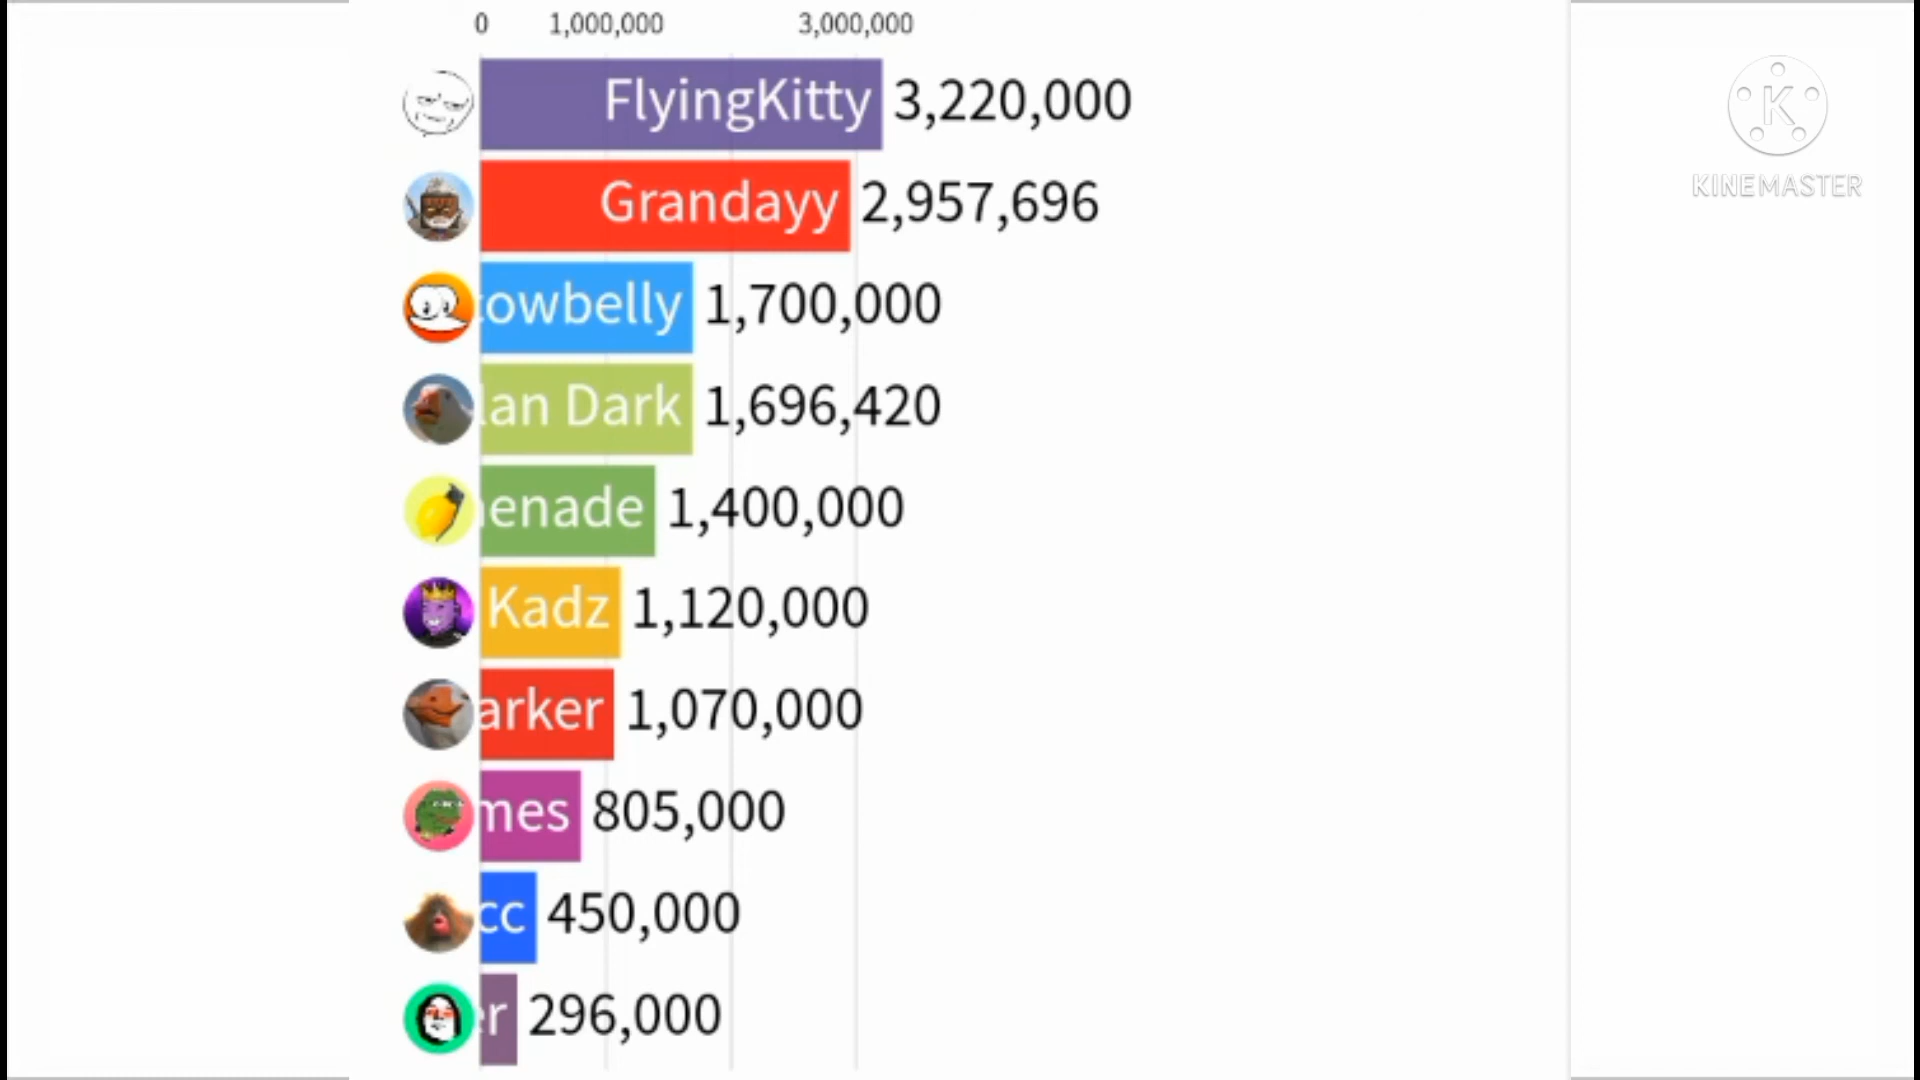 0 1,000,000 3,000,000
FlyingKitty 3,220,000
Grandayy 2,957,696
cowbelly 1,700,000
lan Dark 1,696,420
enade 1,400,000
Kadz 1,120,000
arker 1,070,000
mes 805,000
cc 450,000
er 296,000
K
KINEMASTER